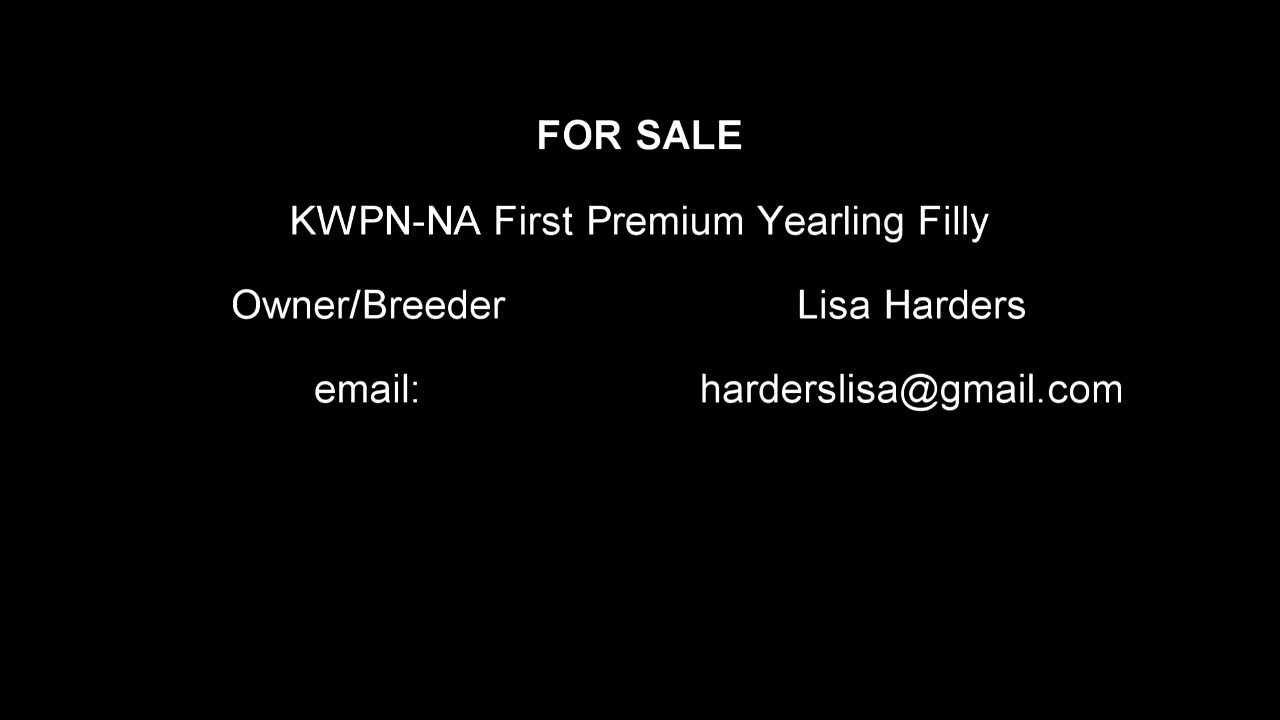 FOR SALE
KWPN-NA First Premium Yearling Filly
Owner/Breeder Lisa Harders
email: harderslisa@gmail.com